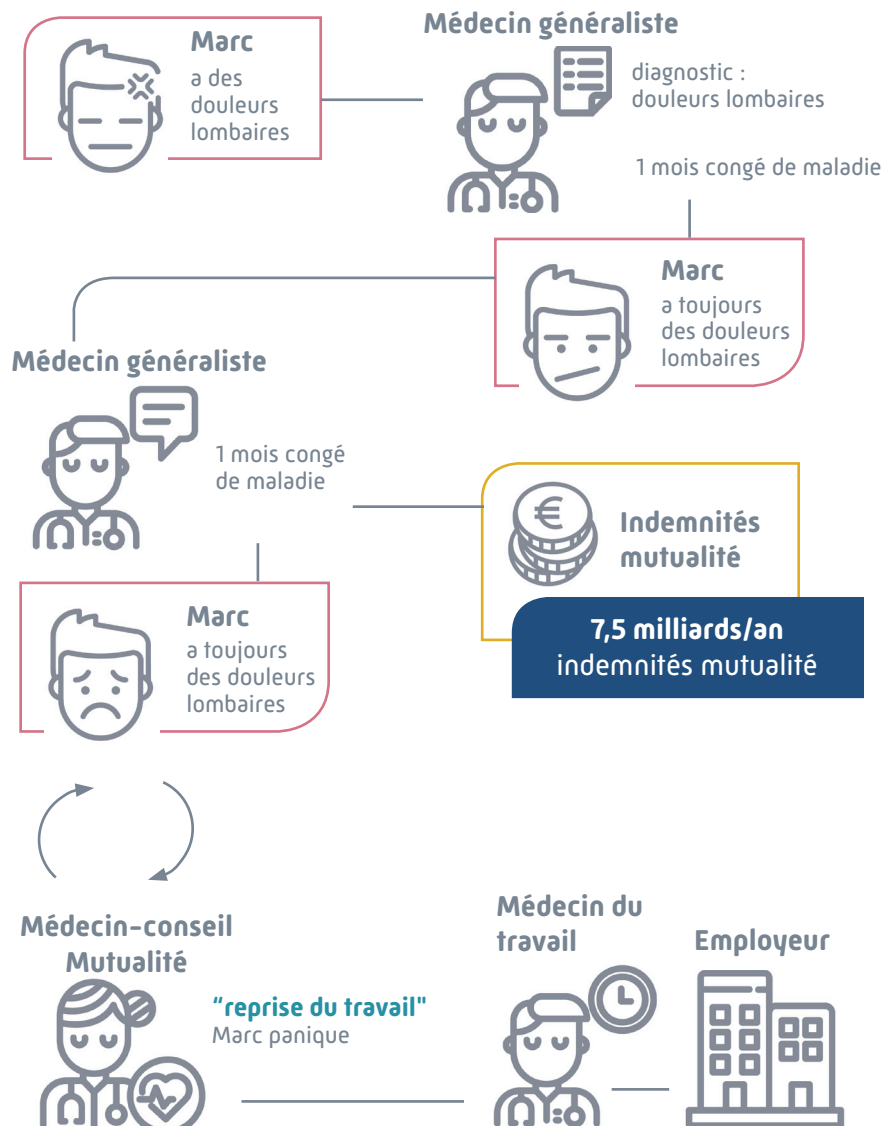 Marc
a des
douleurs
lombaires
Médecin généraliste
diagnostic :
douleurs lombaires
1 mois congé de maladie
Marc
a toujours
des douleurs
lombaires
Médecin généraliste
1 mois congé
de maladie
€
Indemnités
mutualité
7,5 milliards/an
indemnités mutualité
Marc
a toujours
des douleurs
lombaires
Médecin-conseil
Mutualité
“reprise du travail"
Marc panique
Médecin du
travail
Employeur